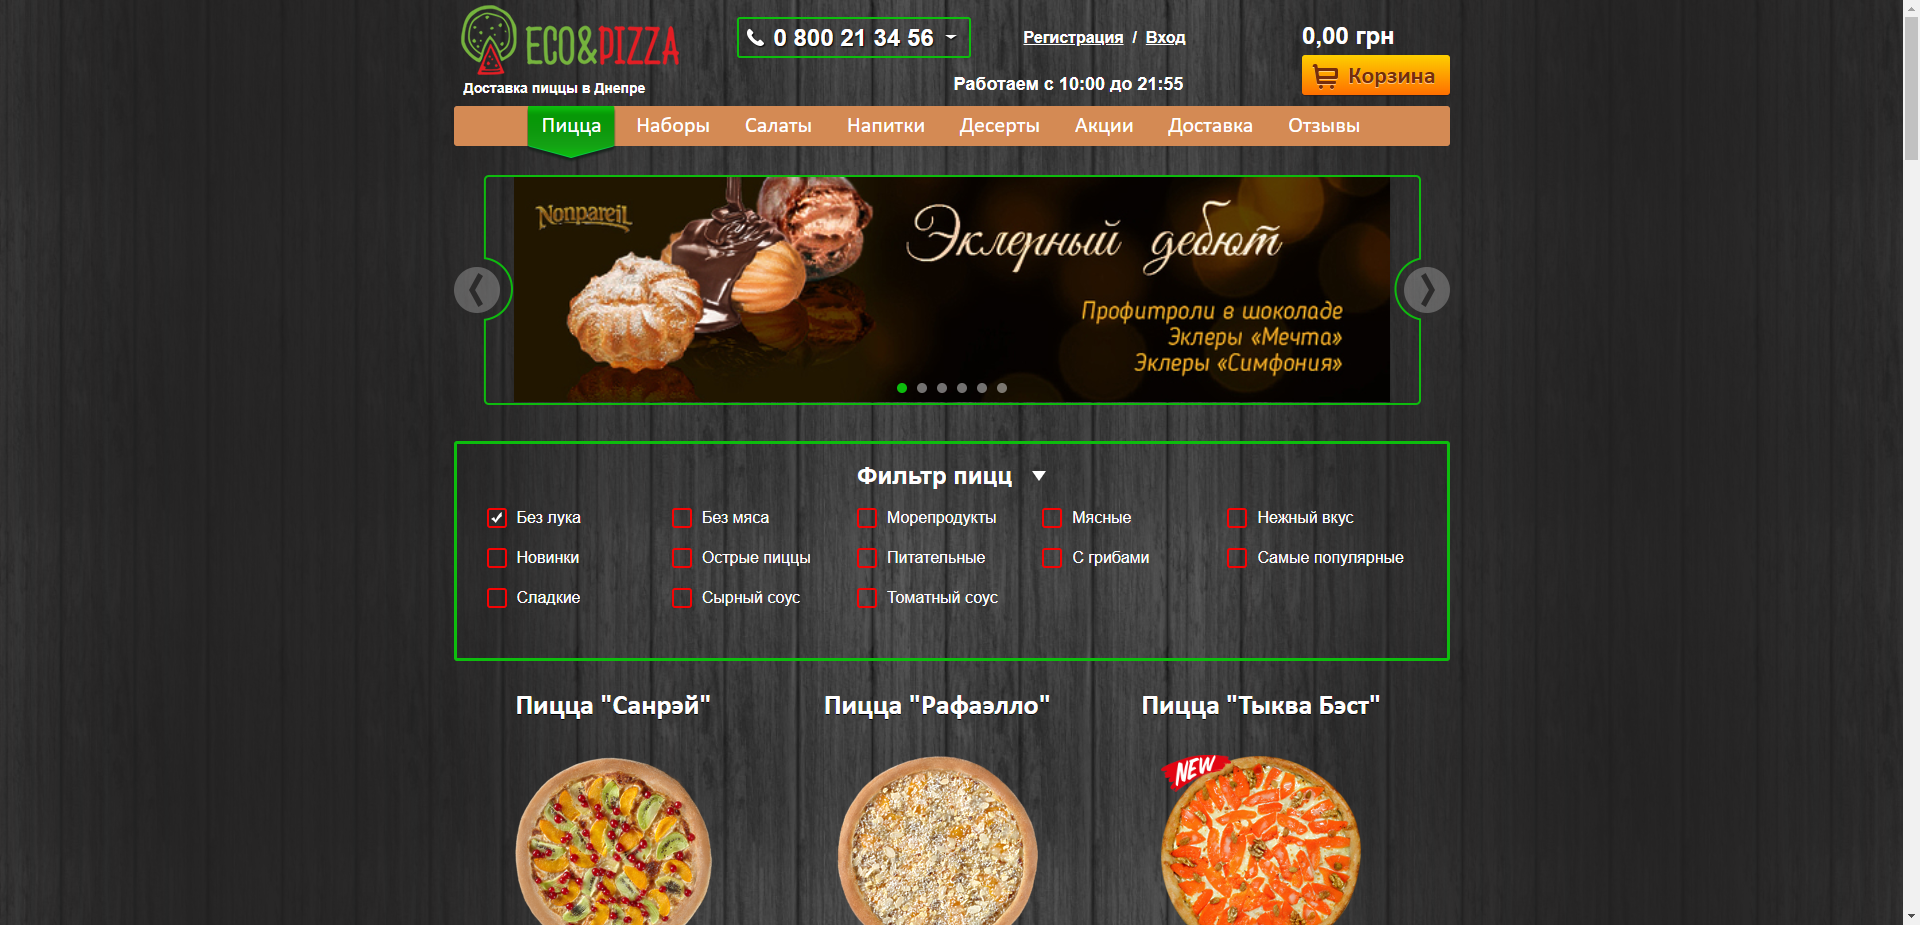 ECO&PIZZA
Доставка пиццы в Днепре
0 800 21 34 56
Регистрация / Вход
Работаем с 10:00 до 21:55
0,00 грн
Корзина
Пицца Наборы Салаты Напитки Десерты Акции Доставка Отзывы
Nonpareil
Эклерный дебют
Профитроли в шоколаде
Эклеры «Мечта»
Эклеры «Симфония»
Фильтр пицц
Без лука Без мяса Морепродукты Мясные Нежный вкус
Новинки Острые пиццы Питательные С грибами Самые популярные
Сладкие Сырный соус Томатный соус
Пицца "Санрэй" Пицца "Рафаэлло" Пицца "Тыква Бэст"
NEW